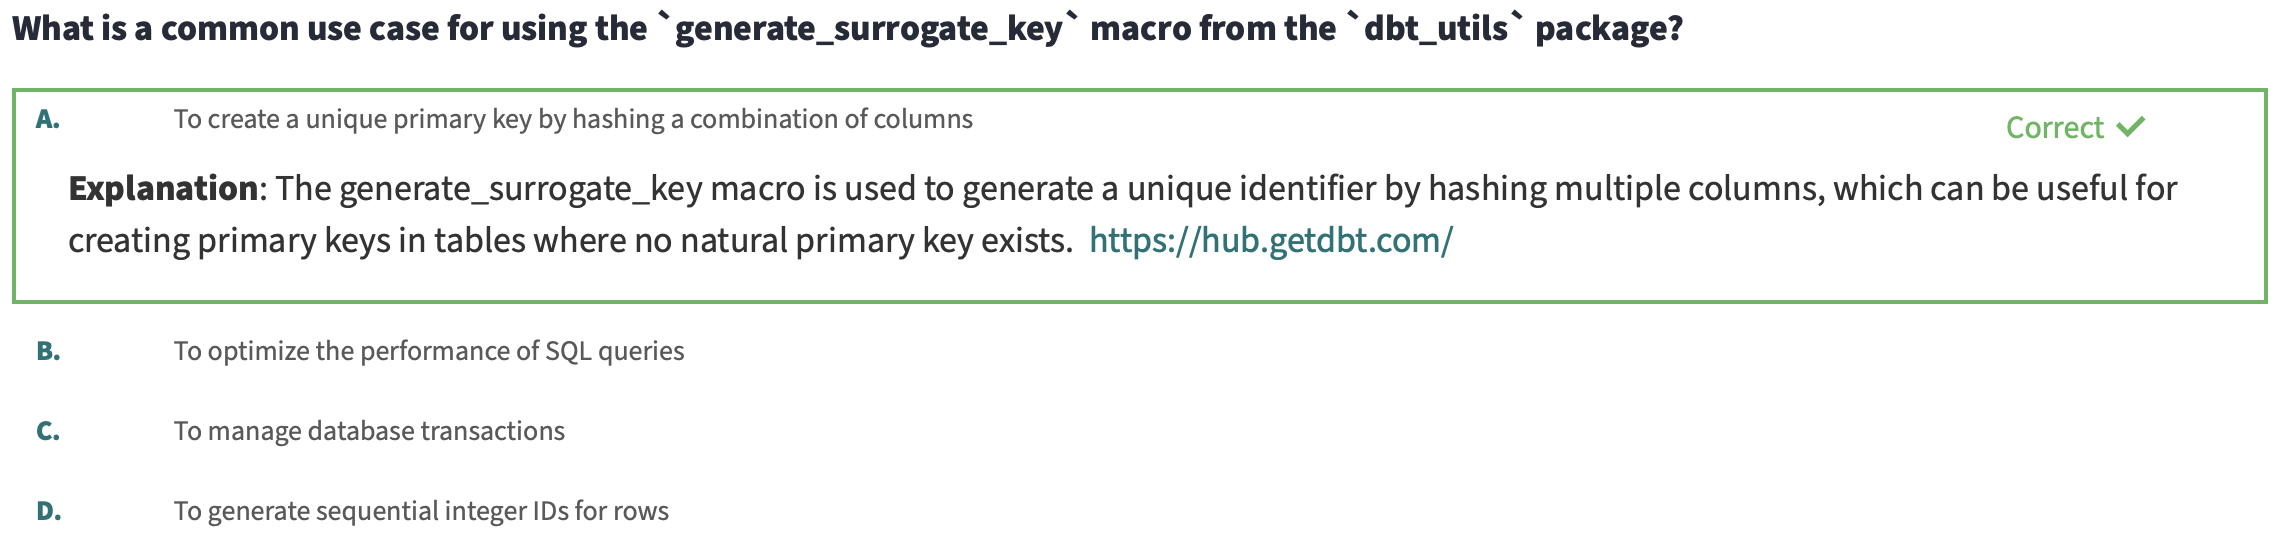 What is a common use case for using the `generate_surrogate_key` macro from the `dbt_utils` package?
A. To create a unique primary key by hashing a combination of columns
Correct ✓
Explanation: The generate_surrogate_key macro is used to generate a unique identifier by hashing multiple columns, which can be useful for
creating primary keys in tables where no natural primary key exists. https://hub.getdbt.com/
B. To optimize the performance of SQL queries
C. To manage database transactions
D. To generate sequential integer IDs for rows